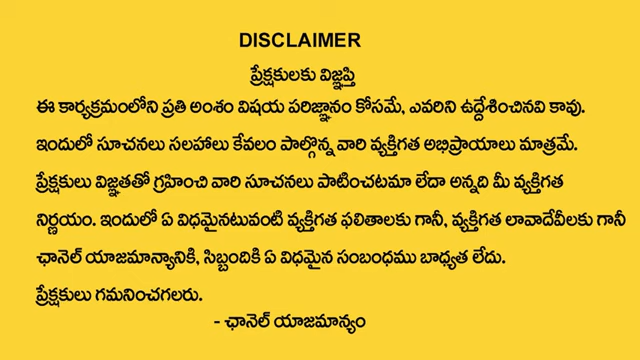 DISCLAIMER
ప్రేక్షకులకు విజ్ఞప్తి
ఈ కార్యక్రమంలోని ప్రతి అంశం విషయ పరిజ్ఞానం కోసమే, ఎవరిని ఉద్దేశించినవి కావు.
ఇందులో సూచనలు సలహాలు కేవలం పాల్గొన్న వారి వ్యక్తిగత అభిప్రాయాలు మాత్రమే.
ప్రేక్షకులు విజ్ఞతతో గ్రహించి వారి సూచనలు పాటించటమా లేదా అన్నది మీ వ్యక్తిగత
నిర్ణయం. ఇందులో ఏ విధమైనటువంటి వ్యక్తిగత ఫలితాలకు గానీ, వ్యక్తిగత లావాదేవీలకు గానీ
ఛానెల్ యాజమాన్యానికి, సిబ్బందికి ఏ విధమైన సంబంధము బాధ్యత లేదు.
ప్రేక్షకులు గమనించగలరు.
- ఛానెల్ యాజమాన్యం